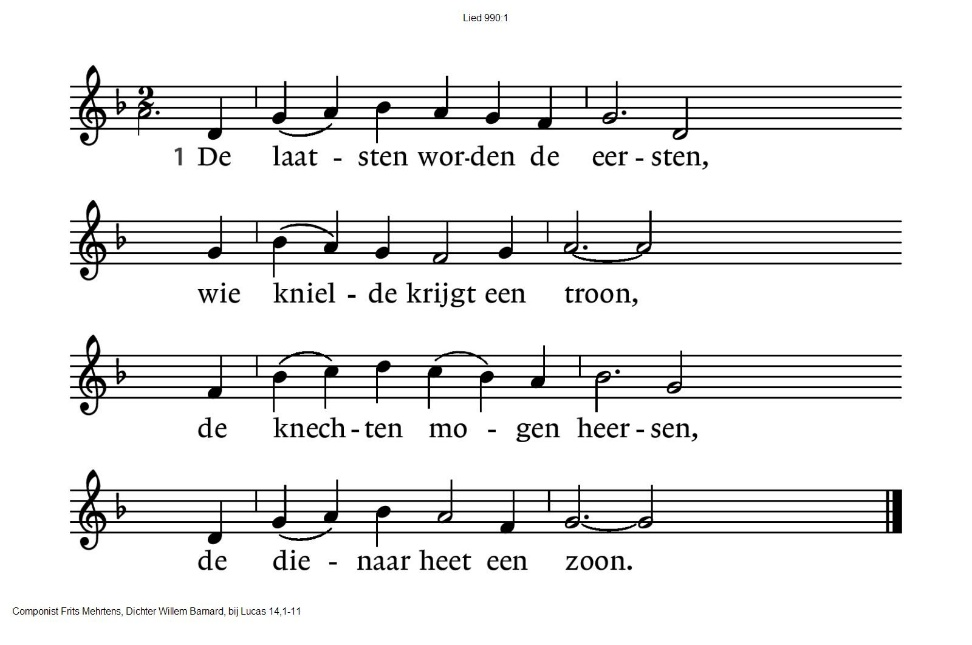 Lied 990:1
2
1 De laat - sten wor-den de eer - sten,
wie kniel - de krijgt een troon,
de knech - ten mo - gen heer - sen,
de die - naar heet een zoon.
Componist Frits Mehrtens, Dichter Willem Barnard, bij Lucas 14,1-11